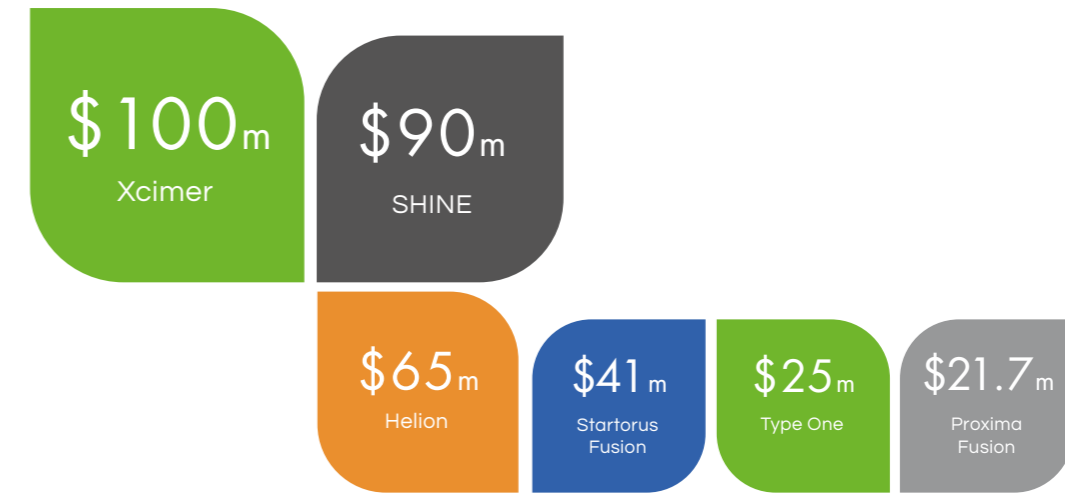 $100m
Xcimer
$90m
SHINE
$65m
Helion
$41m
Startorus
Fusion
$25m
Type One
$21.7m
Proxima
Fusion